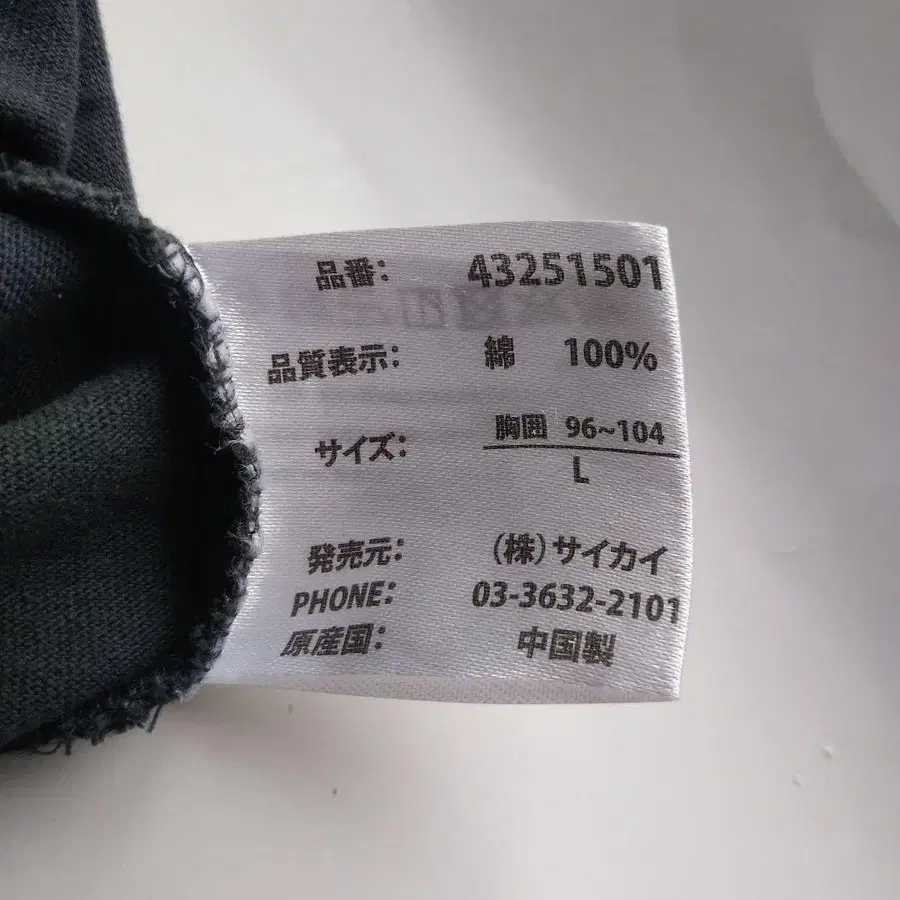 品番: 43251501
品質表示: 綿 100%
サイズ: 胸囲 96~104
L
発売元: (株)サイカイ
PHONE: 03-3632-2101
原産国: 中国製